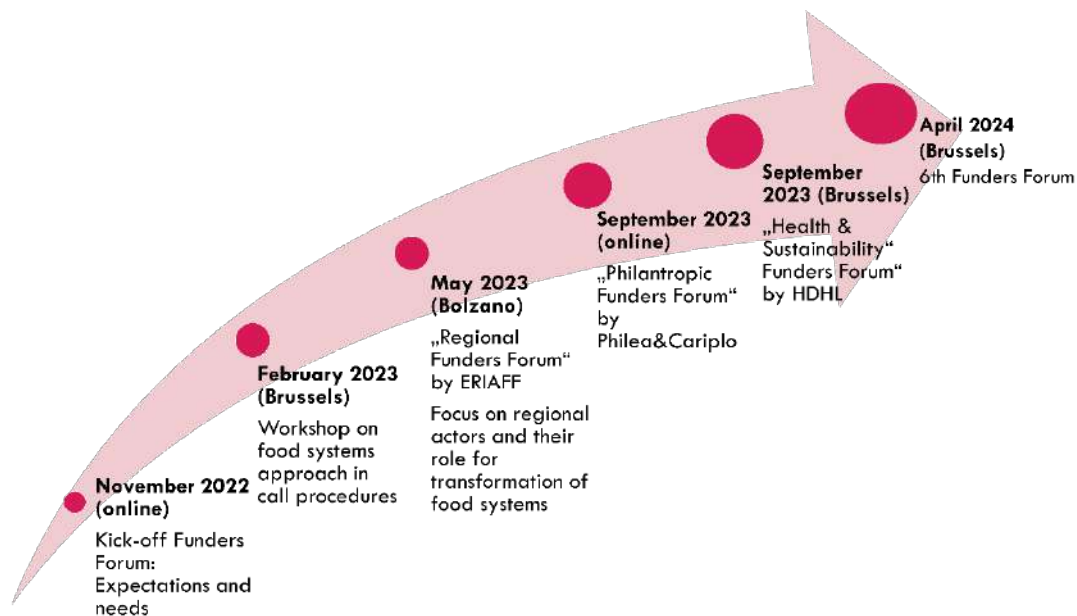 November 2022
(online)
Kick-off Funders
Forum:
Expectations and
needs
February 2023
(Brussels)
Workshop on
food systems
approach in
call procedures
May 2023
(Bolzano)
„Regional
Funders Forum“
by ERIAFF
Focus on regional
actors and their
role for
transformation of
food systems
September 2023
(online)
„Philantropic
Funders Forum“
by
Philea&Cariplo
September
2023 (Brussels)
„Health &
Sustainability“
Funders Forum“
by HDHL
April 2024
(Brussels)
6th Funders Forum